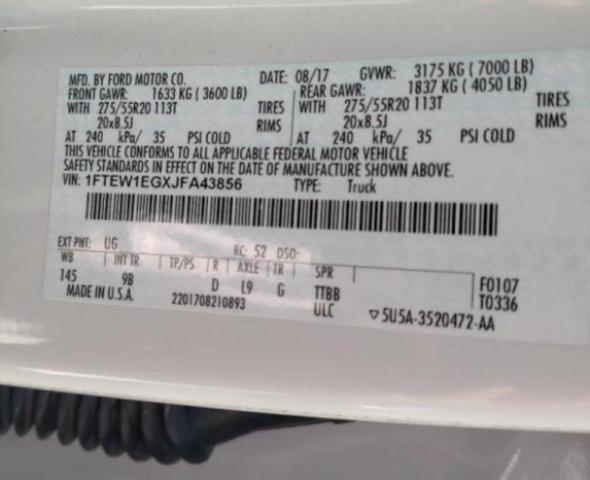 MFD. BY FORD MOTOR CO. DATE: 08/17 GVWR: 3175 KG ( 7000 LB)
FRONT GAWR: 1633 KG ( 3600 LB) REAR GAWR: 1837 KG ( 4050 LB)
WITH 275/55R20 113T TIRES WITH 275/55R20 113T TIRES
20x8.5J RIMS 20x8.5J RIMS
AT 240 kPa/ 35 PSI COLD AT 240 kPa/ 35 PSI COLD
THIS VEHICLE CONFORMS TO ALL APPLICABLE FEDERAL MOTOR VEHICLE
SAFETY STANDARDS IN EFFECT ON THE DATE OF MANUFACTURE SHOWN ABOVE.
VIN: 1FTEW1EGXJFA43856 TYPE: Truck
EXT PNT: UG RC: 52 DSO:
WB INT TR. TP/PS R AXLE TR SPR F0107
145 9B D L9 G TTBB T0336
MADE IN U.S.A. 2201708210893 ULC ▽5U5A-3520472-AA